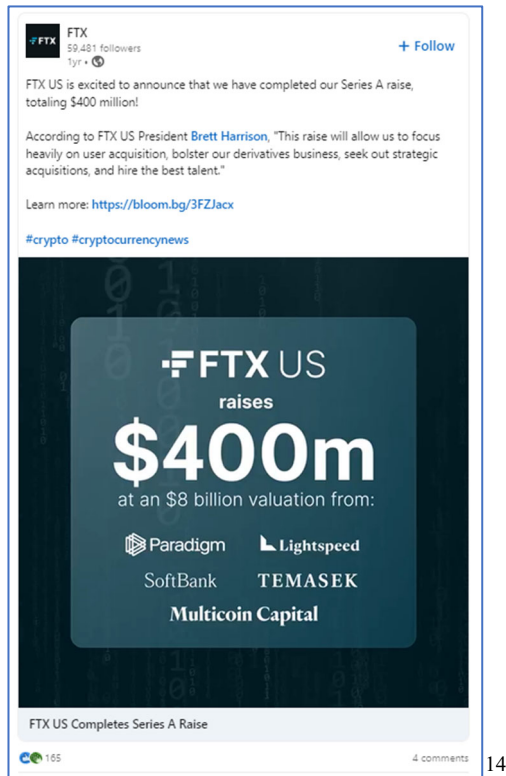 FTX
59,481 followers
1yr •
+ Follow
FTX US is excited to announce that we have completed our Series A raise,
totaling $400 million!
According to FTX US President Brett Harrison, "This raise will allow us to focus
heavily on user acquisition, bolster our derivatives business, seek out strategic
acquisitions, and hire the best talent."
Learn more: https://bloom.bg/3FZJacx
#crypto #cryptocurrencynews
FTX US
raises
$400m
at an $8 billion valuation from:
Paradigm
Lightspeed
SoftBank
TEMASEK
Multicoin Capital
FTX US Completes Series A Raise
165
4 comments
14